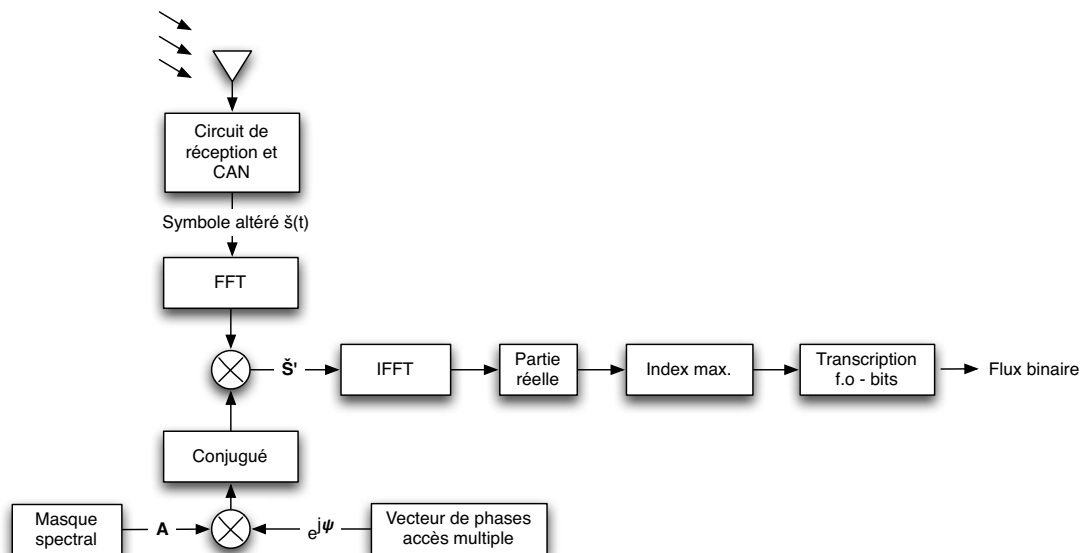 Circuit de
réception et
CAN
Symbole altéré š(t)
FFT
Š'
IFFT
Partie
réelle
Index max.
Transcription
f.o - bits
Flux binaire
Conjugué
Masque
spectral
A
e^jψ
Vecteur de phases
accès multiple